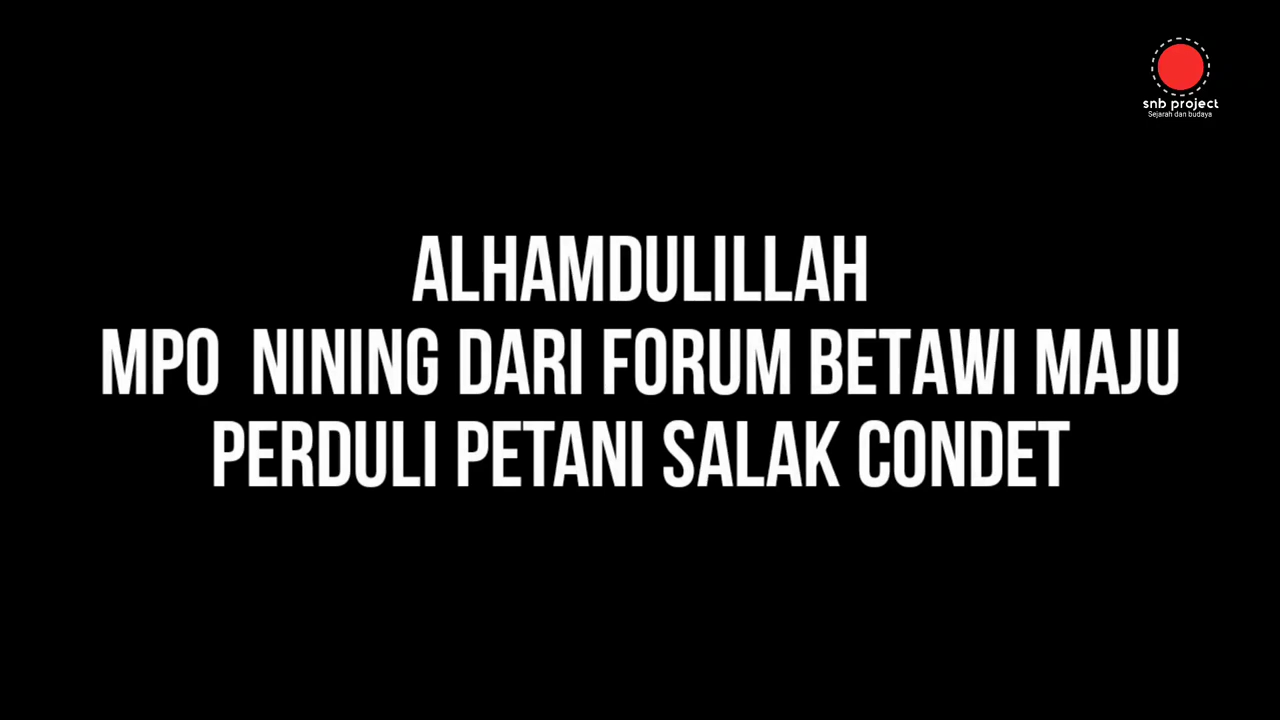 snb project
Sejarah dan budaya
ALHAMDULILLAH
MPO  NINING DARI FORUM BETAWI MAJU
PERDULI PETANI SALAK CONDET